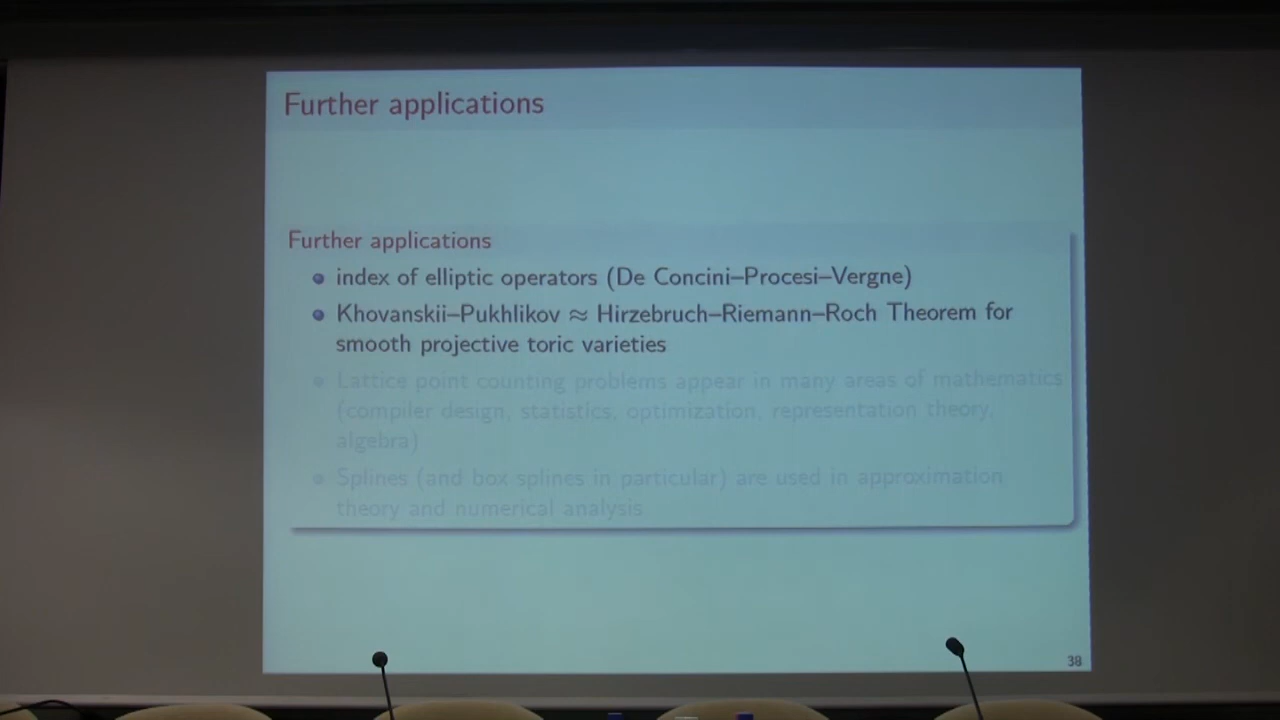 Further applications
Further applications
index of elliptic operators (De Concini–Procesi–Vergne)
Khovanskii–Pukhlikov ≈ Hirzebruch–Riemann–Roch Theorem for
smooth projective toric varieties
Lattice point counting problems appear in many areas of mathematics
(compiler design, statistics, optimization, representation theory,
algebra)
Splines (and box splines in particular) are used in approximation
theory and numerical analysis
38